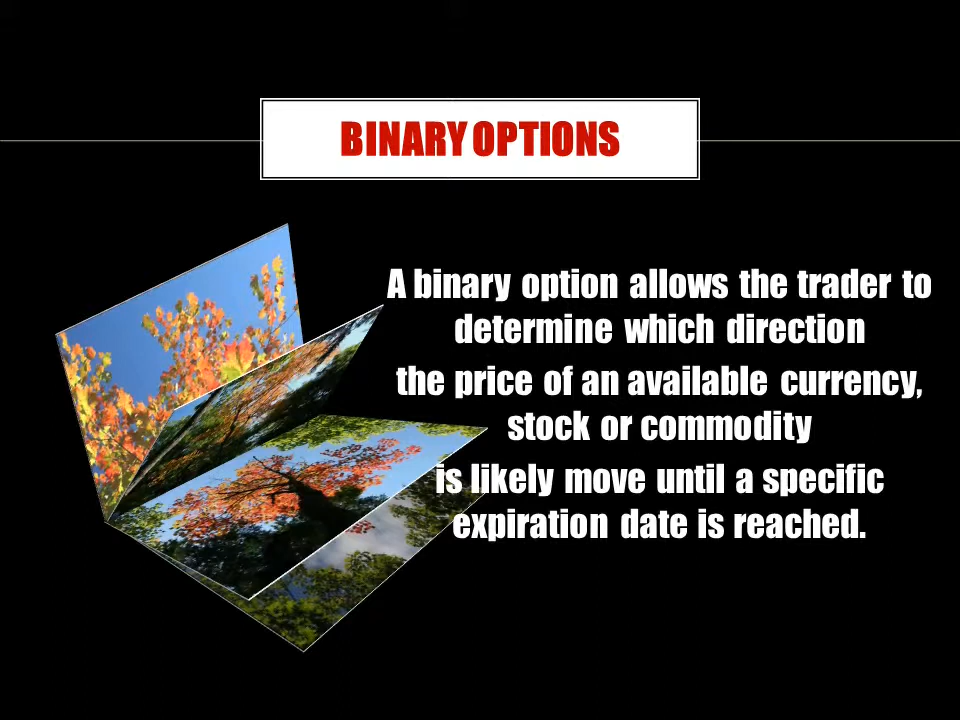 BINARY OPTIONS
A binary option allows the trader to
determine which direction
the price of an available currency,
stock or commodity
is likely move until a specific
expiration date is reached.